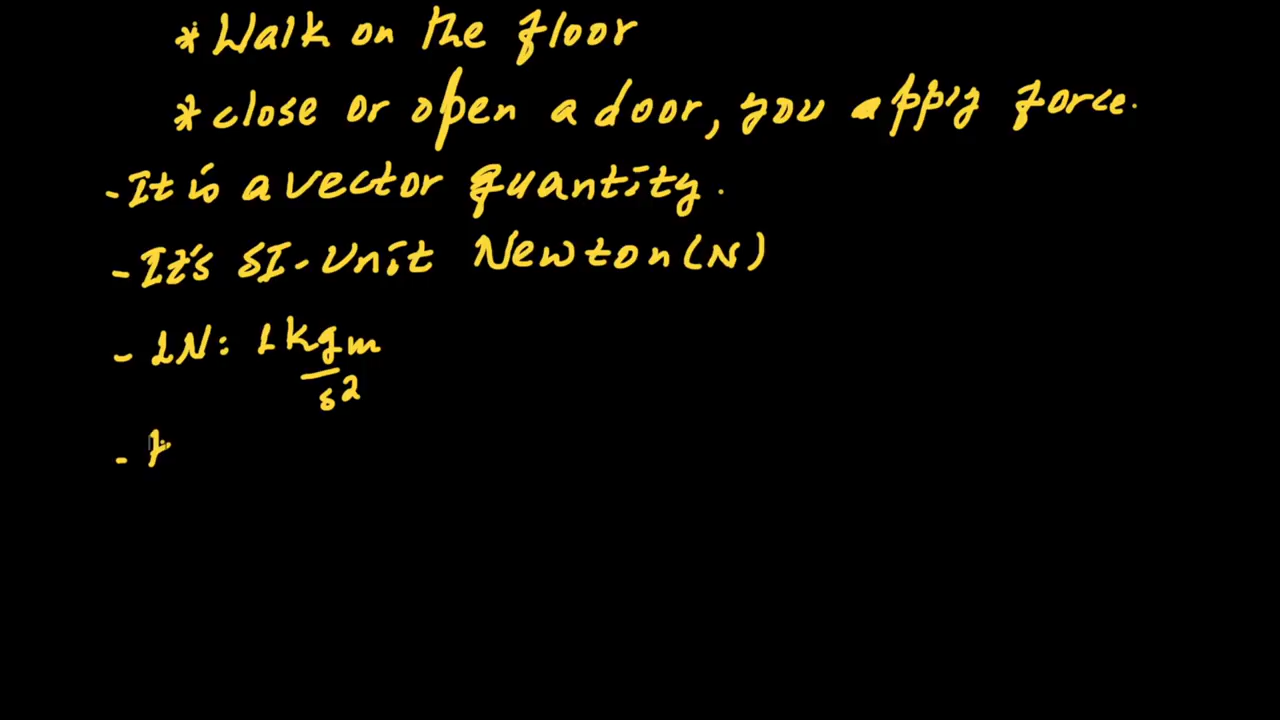 * Walk on the floor
* close or open a door, you apply force.
- It is a vector quantity.
- It's SI-Unit Newton (N)
- 1N: 1kgm
s2
-